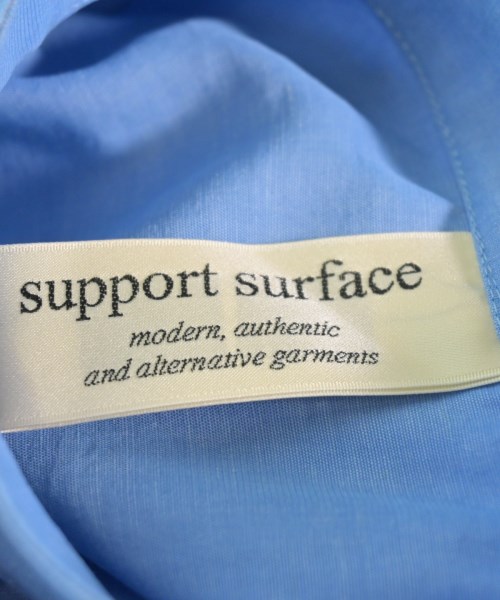 support surface
modern, authentic
and alternative garments